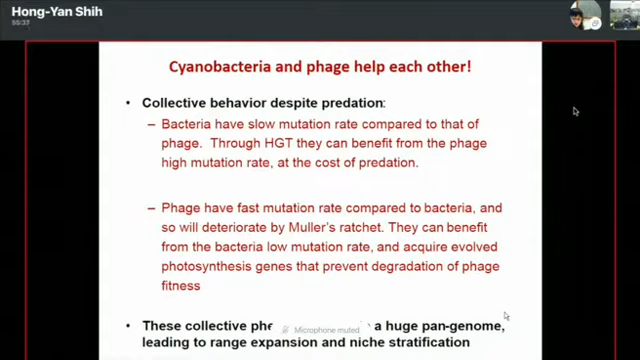 Hong-Yan Shih
55:37
Cyanobacteria and phage help each other!
• Collective behavior despite predation:
– Bacteria have slow mutation rate compared to that of
phage. Through HGT they can benefit from the phage
high mutation rate, at the cost of predation.
– Phage have fast mutation rate compared to bacteria, and
so will deteriorate by Muller's ratchet. They can benefit
from the bacteria low mutation rate, and acquire evolved
photosynthesis genes that prevent degradation of phage
fitness
• These collective phe a huge pan-genome,
Microphone muted
leading to range expansion and niche stratification